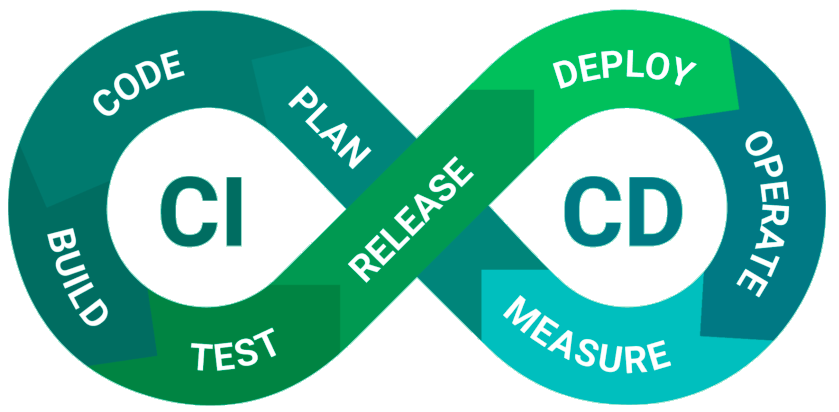 PLAN
CODE
BUILD
TEST
RELEASE
DEPLOY
OPERATE
MEASURE
CI
CD